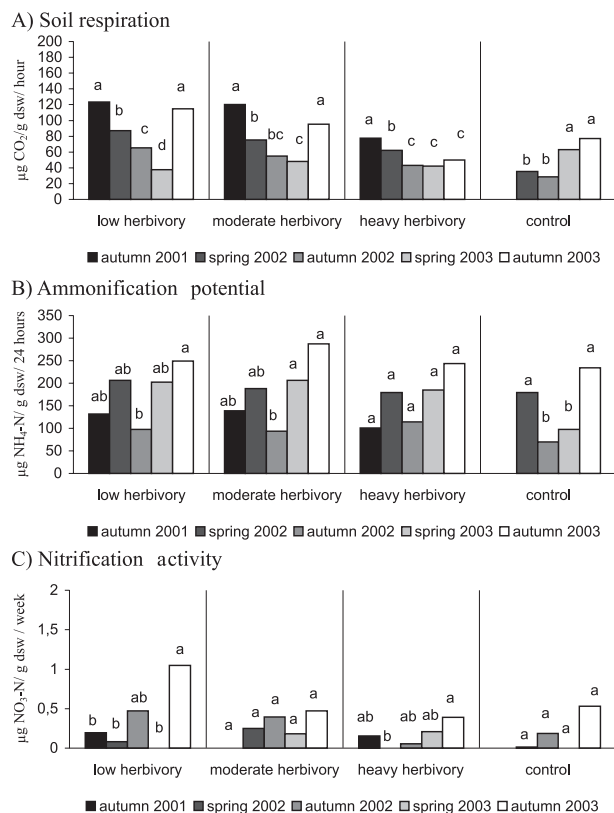 A) Soil respiration
µg CO₂/g dsw/ hour
200
180
160
140
120
100
80
60
40
20
0
a b c d a
a b bc c a
a b c c c
b b a a
low herbivory moderate herbivory heavy herbivory control
autumn 2001 spring 2002 autumn 2002 spring 2003 autumn 2003
B) Ammonification potential
µg NH₄-N/ g dsw/ 24 hours
350
300
250
200
150
100
50
0
ab ab b ab a
ab ab b a a
a a a a a
a b b a
low herbivory moderate herbivory heavy herbivory control
autumn 2001 spring 2002 autumn 2002 spring 2003 autumn 2003
C) Nitrification activity
µg NO₃-N/ g dsw / week
2
1,5
1
0,5
0
b b ab b a
a a a a a
ab b ab ab a
a a a a
low herbivory moderate herbivory heavy herbivory control
autumn 2001 spring 2002 autumn 2002 spring 2003 autumn 2003